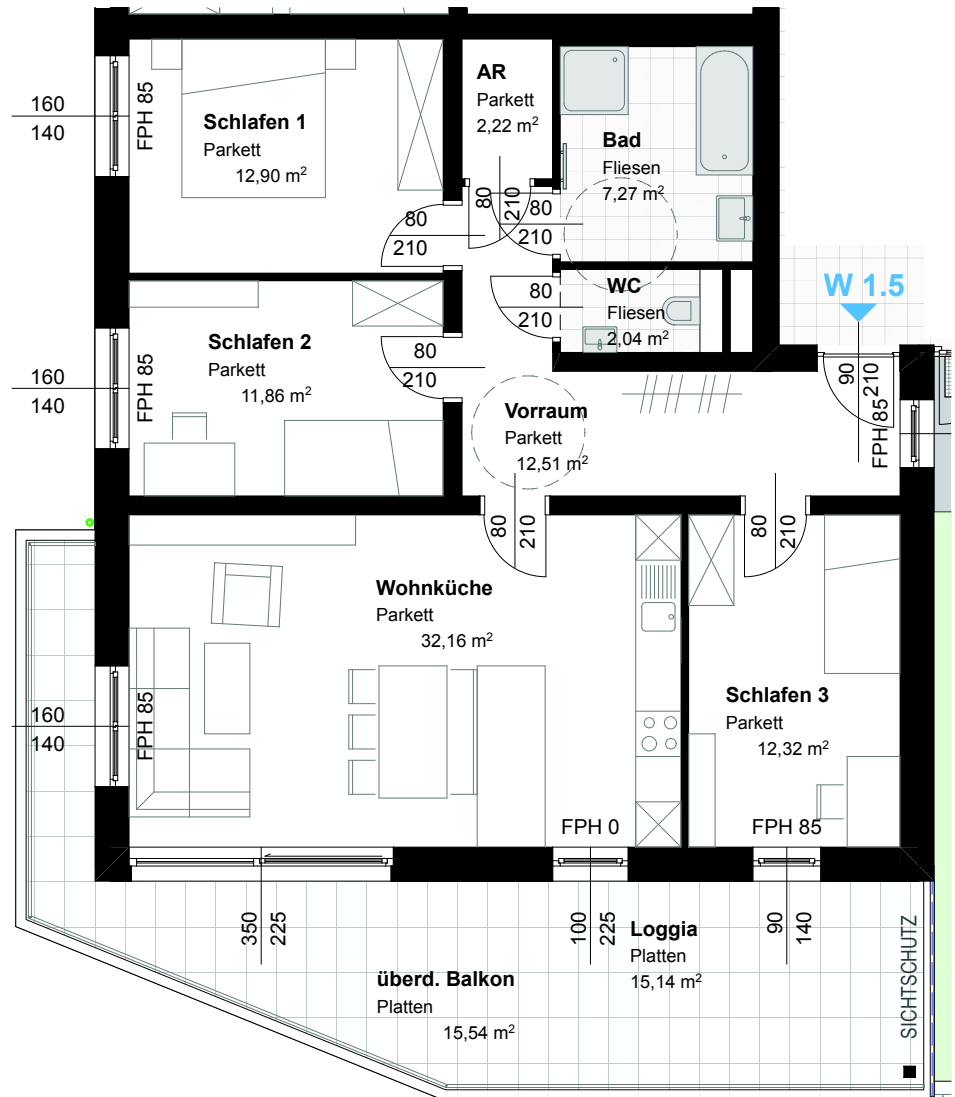 AR
Parkett
2,22 m²
Schlafen 1
Parkett
12,90 m²
Bad
Fliesen
7,27 m²
160
140
FPH 85
80
210
80
210
80
210
80
210
WC
Fliesen
2,04 m²
W 1.5
Schlafen 2
Parkett
11,86 m²
160
140
FPH 85
80
210
90
210
FPH 85
Vorraum
Parkett
12,51 m²
80
210
80
210
Wohnküche
Parkett
32,16 m²
160
140
FPH 85
Schlafen 3
Parkett
12,32 m²
FPH 0
FPH 85
350
225
100
225
90
140
Loggia
Platten
15,14 m²
überd. Balkon
Platten
15,54 m²
SICHTSCHUTZ